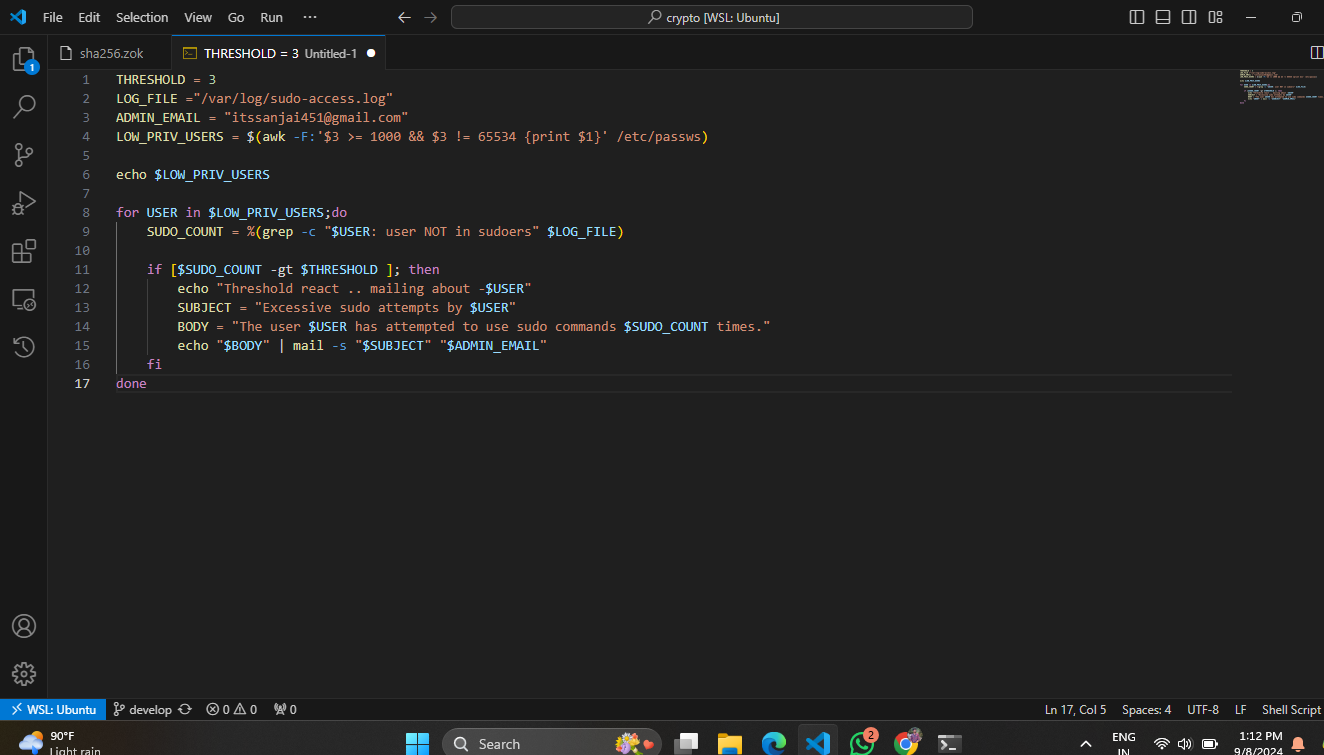 File Edit Selection View Go Run ···
crypto [WSL: Ubuntu]
1
sha256.zok
THRESHOLD = 3 Untitled-1
1 THRESHOLD = 3
2 LOG_FILE ="/var/log/sudo-access.log"
3 ADMIN_EMAIL = "itssanjai451@gmail.com"
4 LOW_PRIV_USERS = $(awk -F:'$3 >= 1000 && $3 != 65534 {print $1}' /etc/passws)
5
6 echo $LOW_PRIV_USERS
7
8 for USER in $LOW_PRIV_USERS;do
9 SUDO_COUNT = %(grep -c "$USER: user NOT in sudoers" $LOG_FILE)
10
11 if [$SUDO_COUNT -gt $THRESHOLD ]; then
12 echo "Threshold react .. mailing about -$USER"
13 SUBJECT = "Excessive sudo attempts by $USER"
14 BODY = "The user $USER has attempted to use sudo commands $SUDO_COUNT times."
15 echo "$BODY" | mail -s "$SUBJECT" "$ADMIN_EMAIL"
16 fi
17 done
WSL: Ubuntu develop 0 0 0 Ln 17, Col 5 Spaces: 4 UTF-8 LF Shell Script
90°F
Light rain
Search
2
ENG
IN
1:12 PM
9/8/2024